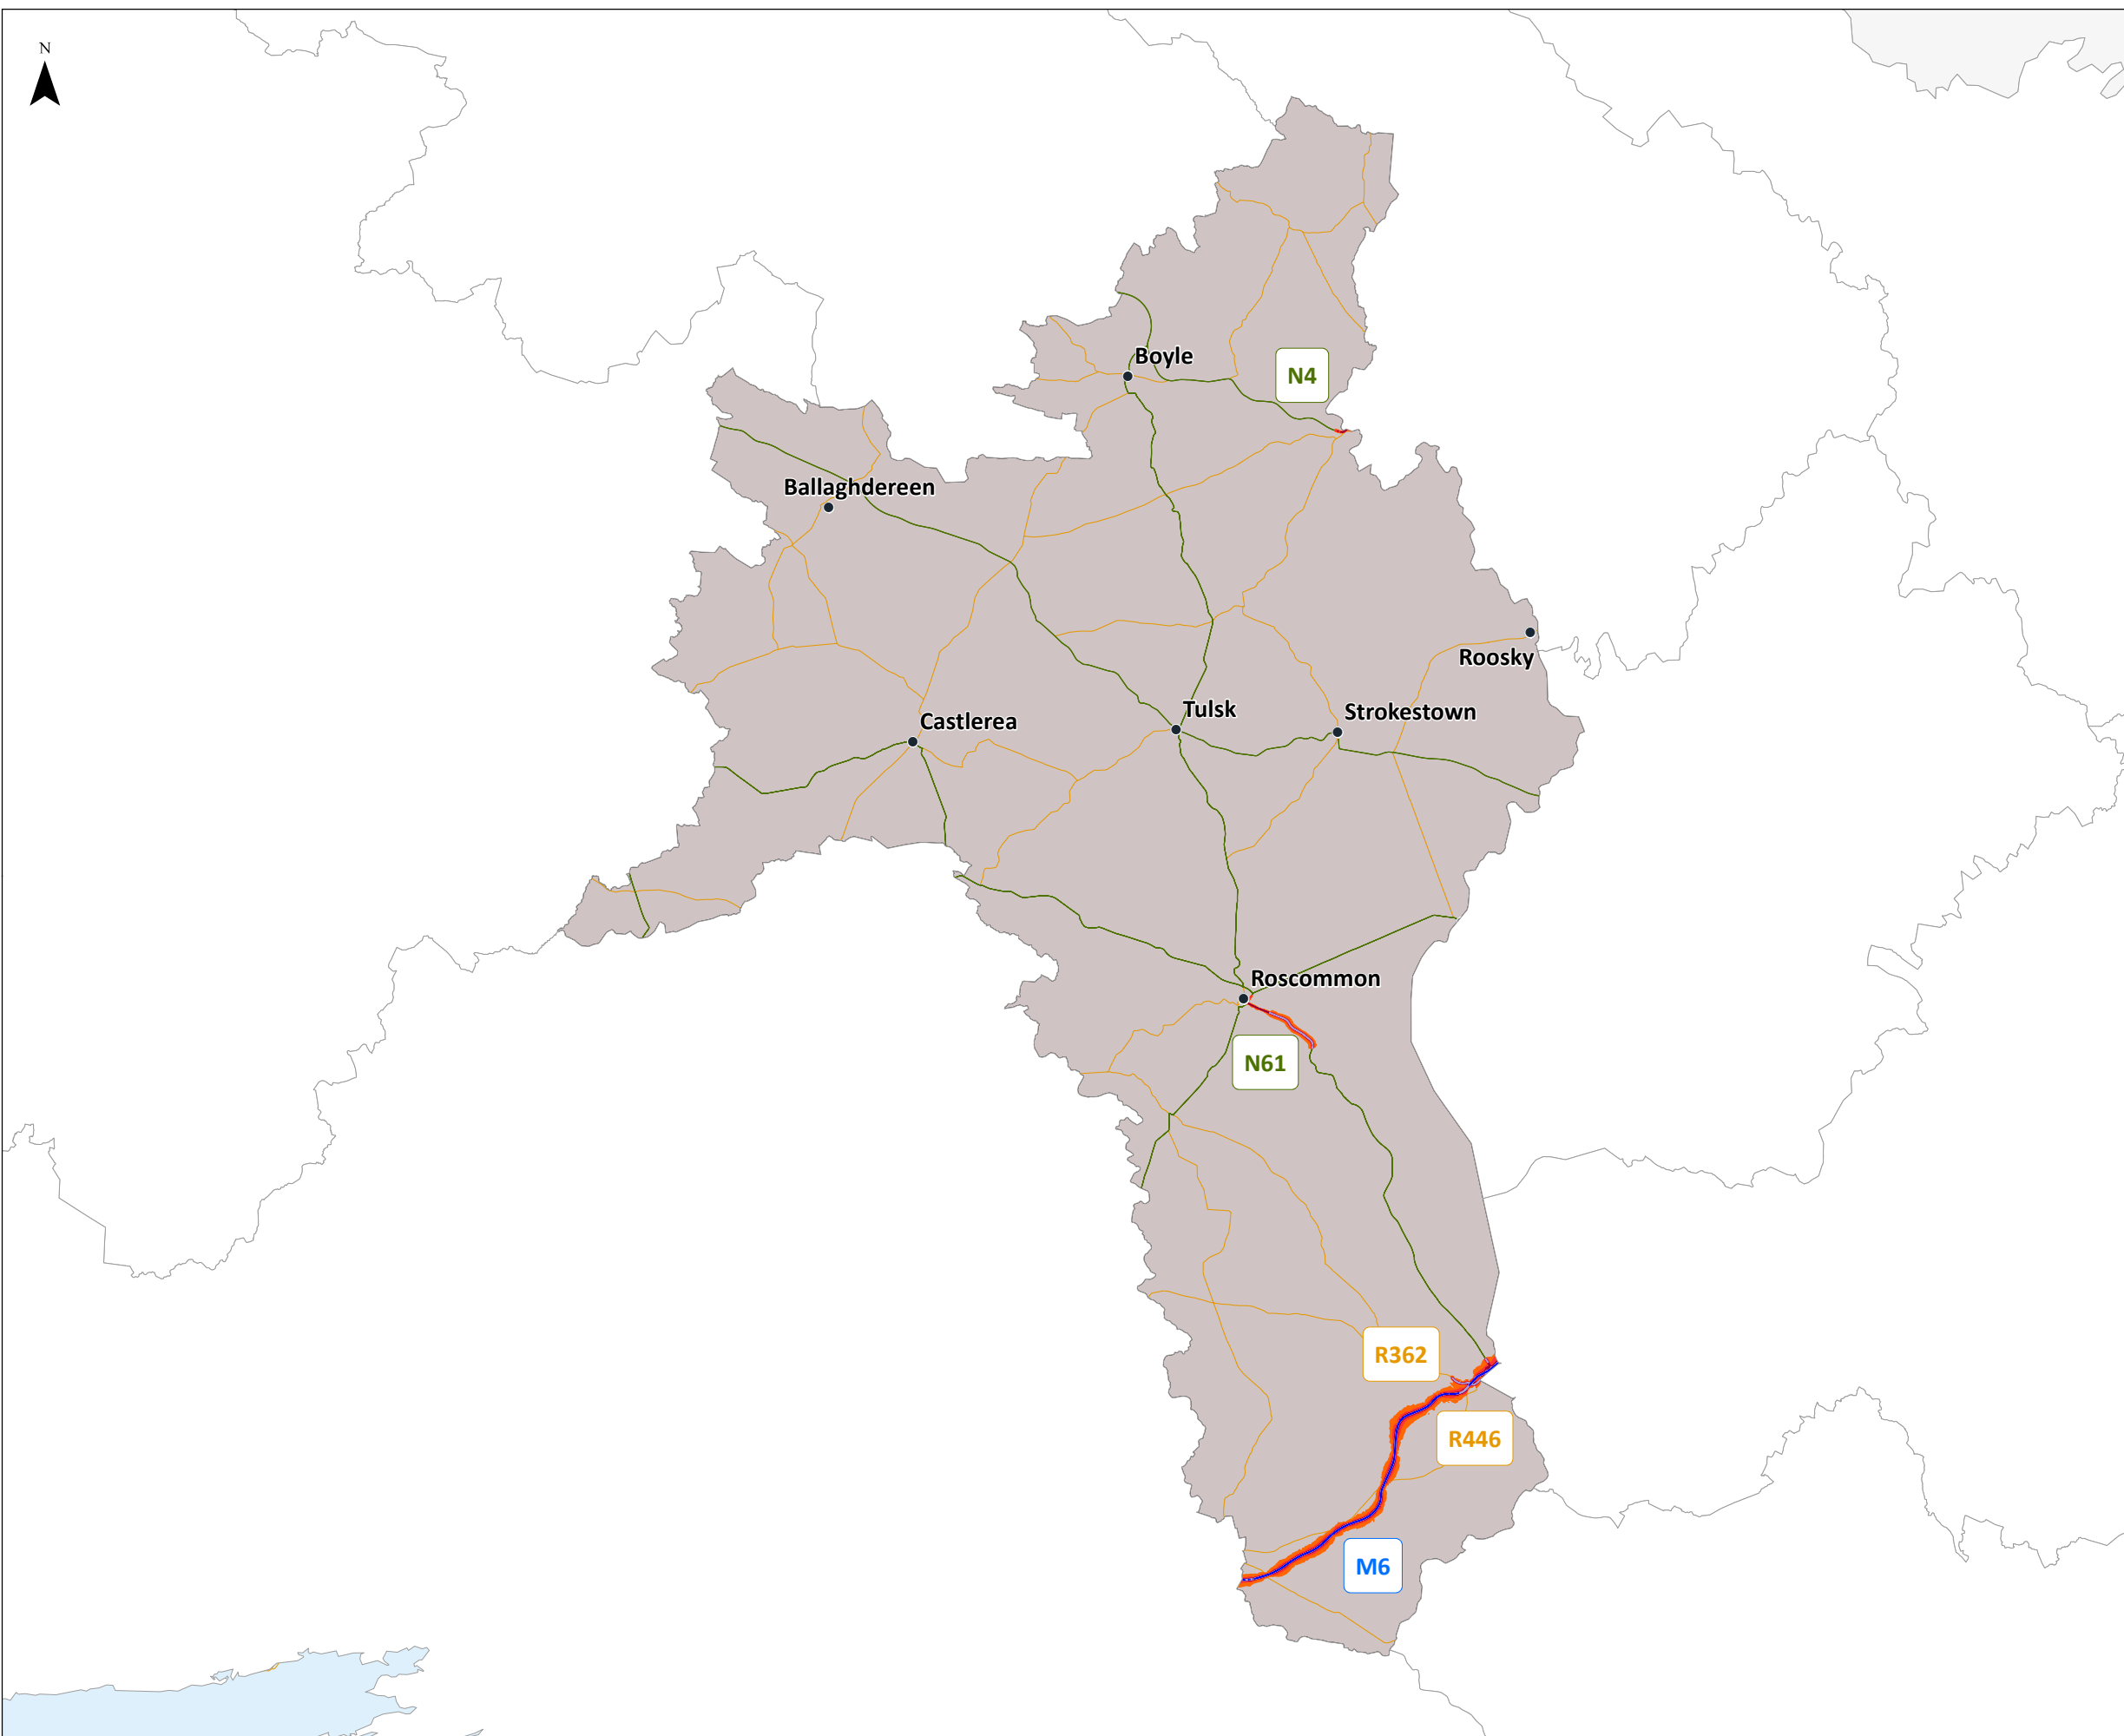 N
Boyle
N4
Ballaghdereen
Roosky
Castlerea
Tulsk
Strokestown
Roscommon
N61
R362
R446
M6